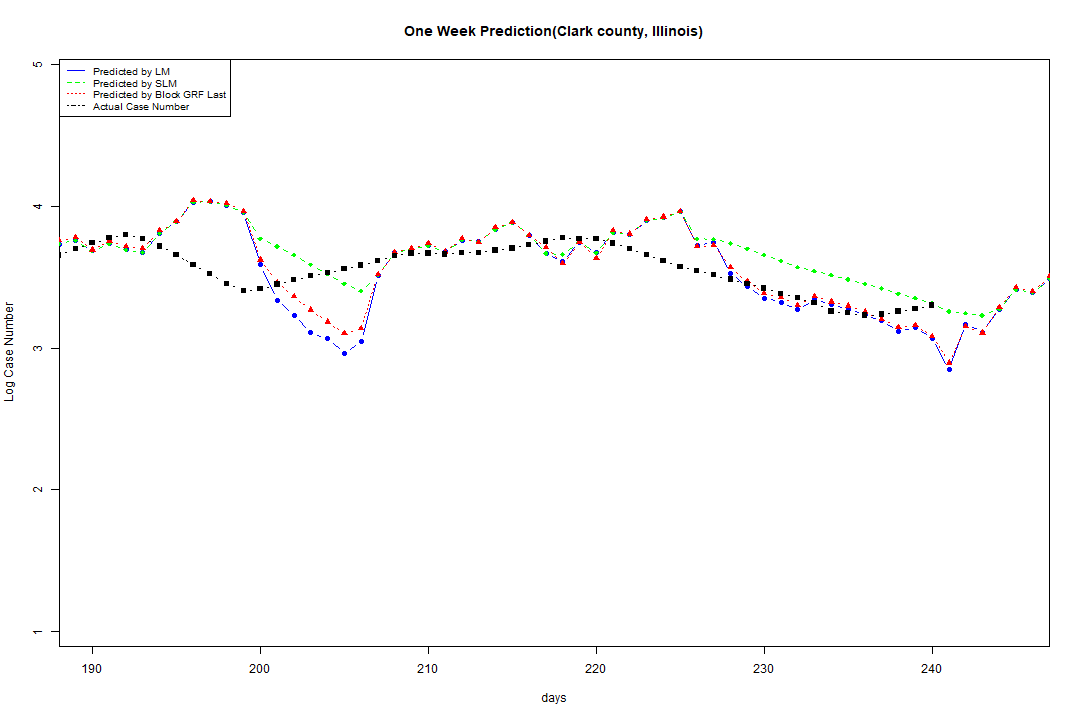 One Week Prediction(Clark county, Illinois)
Predicted by LM
Predicted by SLM
Predicted by Block GRF Last
Actual Case Number
5
4
3
2
1
Log Case Number
190
200
210
220
230
240
days